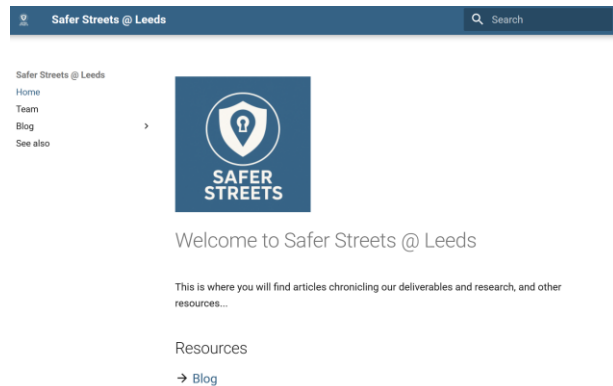 Safer Streets @ Leeds
Search
Safer Streets @ Leeds
Home
Team
Blog
See also
SAFER
STREETS
Welcome to Safer Streets @ Leeds
This is where you will find articles chronicling our deliverables and research, and other
resources...
Resources
→ Blog